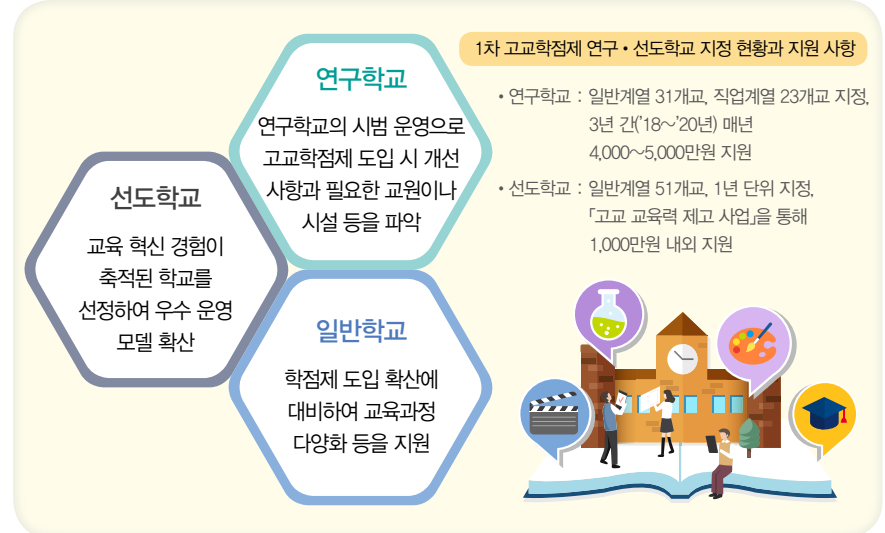 연구학교
연구학교의 시범 운영으로
고교학점제 도입 시 개선
사항과 필요한 교원이나
시설 등을 파악
선도학교
교육 혁신 경험이
축적된 학교를
선정하여 우수 운영
모델 확산
일반학교
학점제 도입 확산에
대비하여 교육과정
다양화 등을 지원
1차 고교학점제 연구•선도학교 지정 현황과 지원 사항
• 연구학교 : 일반계열 31개교, 직업계열 23개교 지정,
3년 간('18~'20년) 매년
4,000~5,000만원 지원
• 선도학교 : 일반계열 51개교, 1년 단위 지정,
「고교 교육력 제고 사업」을 통해
1,000만원 내외 지원